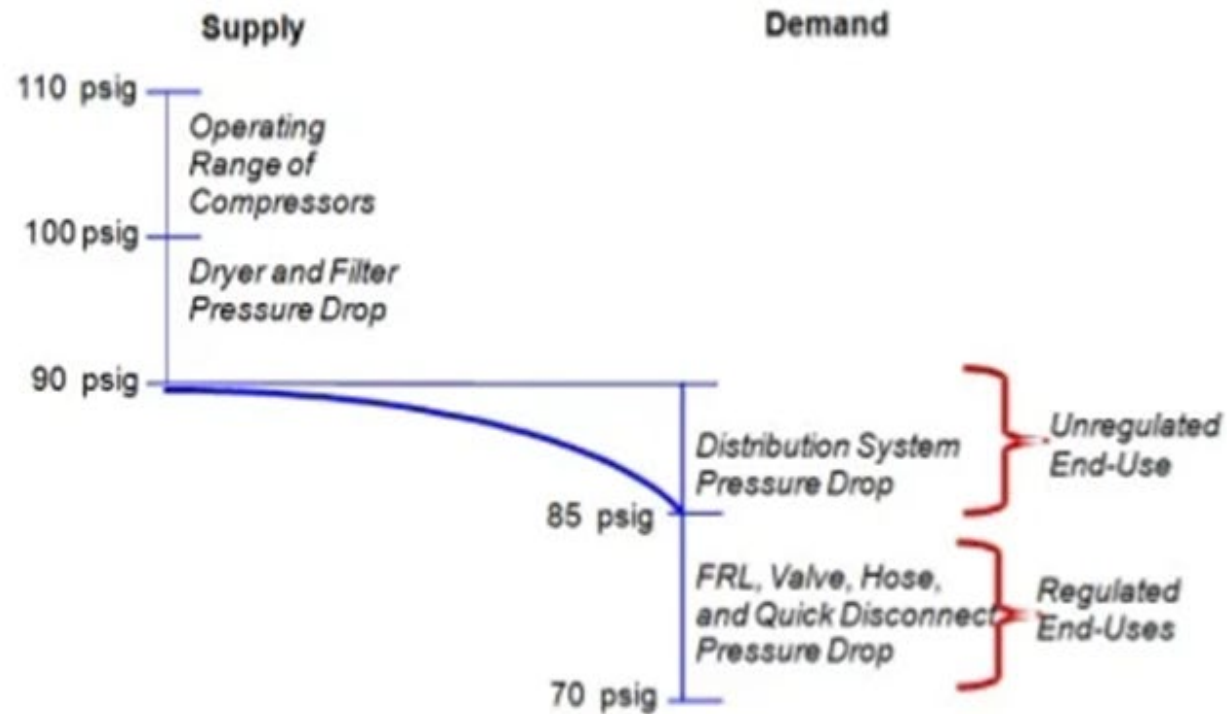 Supply
Demand
110 psig
Operating
Range of
Compressors
100 psig
Dryer and Filter
Pressure Drop
90 psig
Distribution System
Pressure Drop
Unregulated
End-Use
85 psig
FRL, Valve, Hose,
and Quick Disconnect
Pressure Drop
Regulated
End-Uses
70 psig